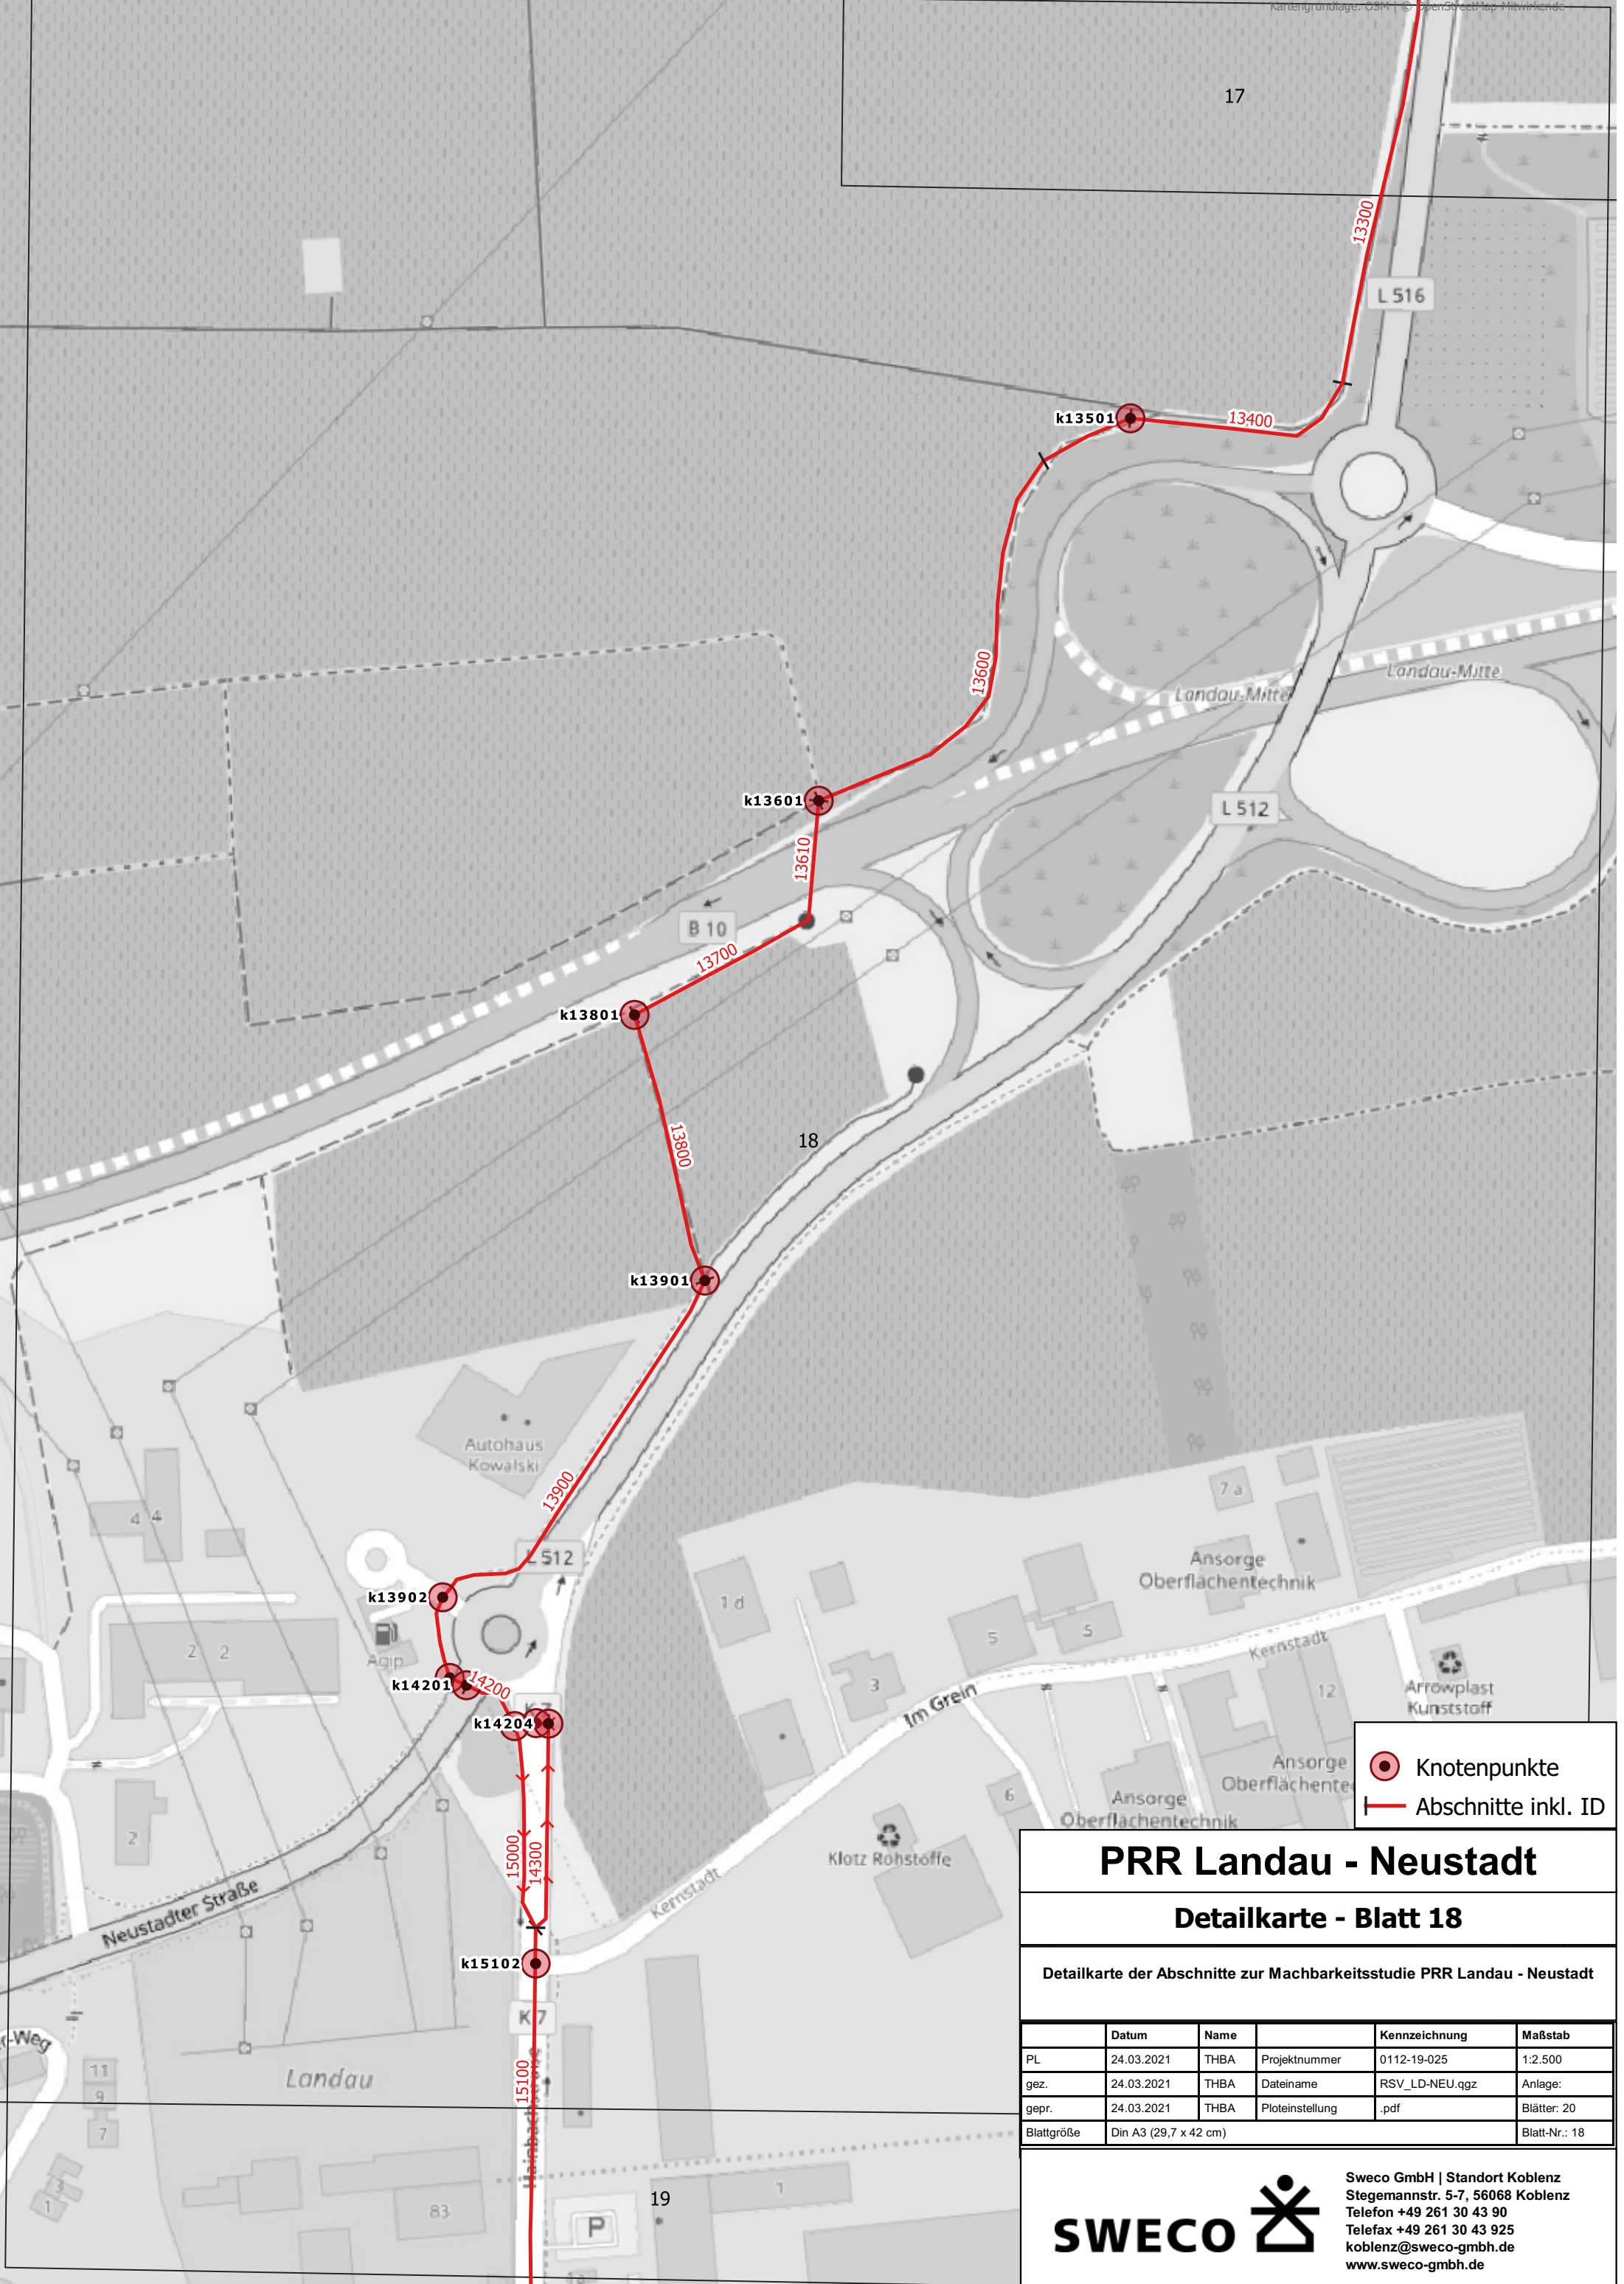 Kartengrundlage: OSM | © OpenStreetMap-Mitwirkende
17
13300
L 516
k13501
13400
13600
Landau-Mitte
Landau-Mitte
k13601
L 512
13610
B 10
13700
k13801
18
13800
k13901
Autohaus
Kowalski
13900
7 a
4 4
L 512
Ansorge
Oberflächentechnik
k13902
1 d
5
5
2 2
Agip
Kernstadt
k14201
14200
3
12
Arrowplast
Kunststoff
Im Grein
K 7
k14204
Ansorge
6
Ansorge
Oberflächentechnik
2
15000
14300
Klotz Rohstoffe
Kernstadt
Neustadter Straße
k15102
K 7
r-Weg
11
9
7
Landau
15100
Hainbachstraße
3
1
83
19
1
P
Knotenpunkte
Abschnitte inkl. ID
PRR Landau - Neustadt
Detailkarte - Blatt 18
Detailkarte der Abschnitte zur Machbarkeitsstudie PRR Landau - Neustadt
Datum Name Kennzeichnung Maßstab
PL 24.03.2021 THBA Projektnummer 0112-19-025 1:2.500
gez. 24.03.2021 THBA Dateiname RSV_LD-NEU.qgz Anlage:
gepr. 24.03.2021 THBA Ploteinstellung .pdf Blätter: 20
Blattgröße Din A3 (29,7 x 42 cm) Blatt-Nr.: 18
SWECO
Sweco GmbH | Standort Koblenz
Stegemannstr. 5-7, 56068 Koblenz
Telefon +49 261 30 43 90
Telefax +49 261 30 43 925
koblenz@sweco-gmbh.de
www.sweco-gmbh.de